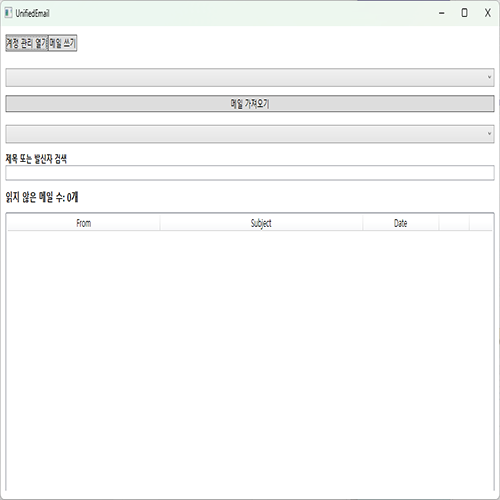 UnifiedEmail
계정 관리 열기 메일 쓰기
메일 가져오기
제목 또는 발신자 검색
읽지 않은 메일 수: 0개
From Subject Date